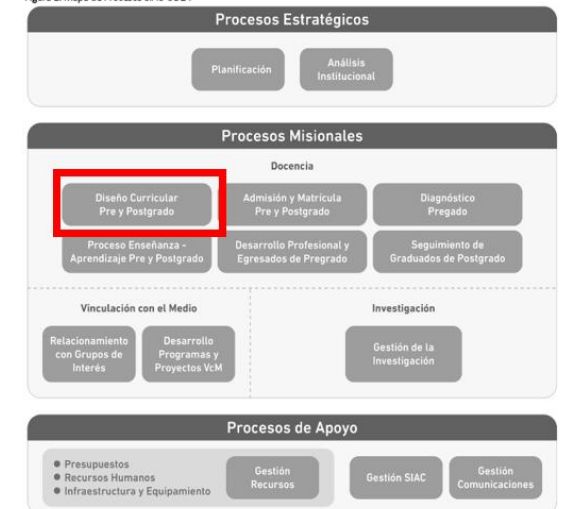 Procesos Estratégicos
Planificación
Análisis
Institucional
Procesos Misionales
Docencia
Diseño Curricular
Pre y Postgrado
Admisión y Matrícula
Pre y Postgrado
Diagnóstico
Pregado
Proceso Enseñanza -
Aprendizaje Pre y Postgrado
Desarrollo Profesional y
Egresados de Pregrado
Seguimiento de
Graduados de Postgrado
Vinculación con el Medio
Investigación
Relacionamiento
con Grupos de
Interés
Desarrollo
Programas y
Proyectos VcM
Gestión de la
Investigación
Procesos de Apoyo
Presupuestos
Recursos Humanos
Infraestructura y Equipamiento
Gestión
Recursos
Gestión SIAC
Gestión
Comunicaciones